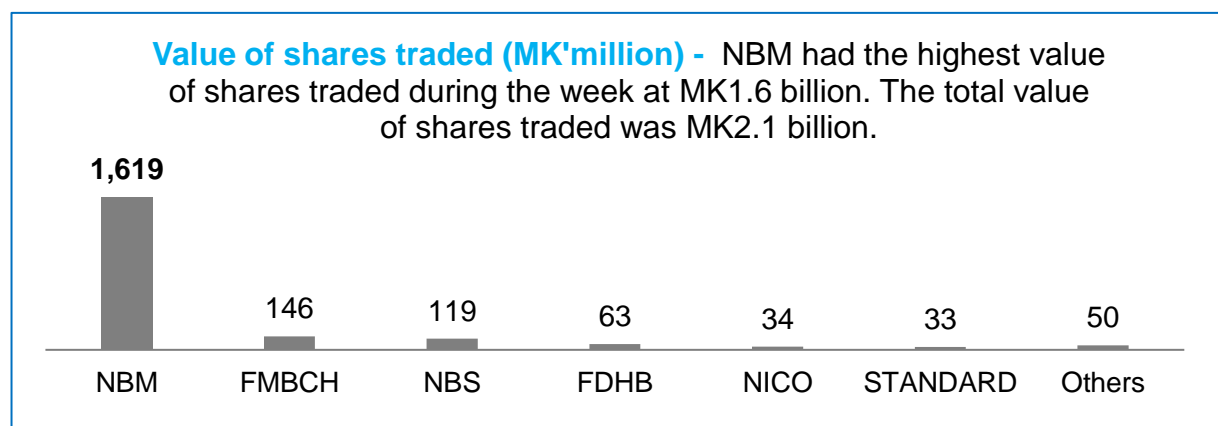 Value of shares traded (MK'million) - NBM had the highest value
of shares traded during the week at MK1.6 billion. The total value
of shares traded was MK2.1 billion.
1,619
146
119
63
34
33
50
NBM
FMBCH
NBS
FDHB
NICO
STANDARD
Others